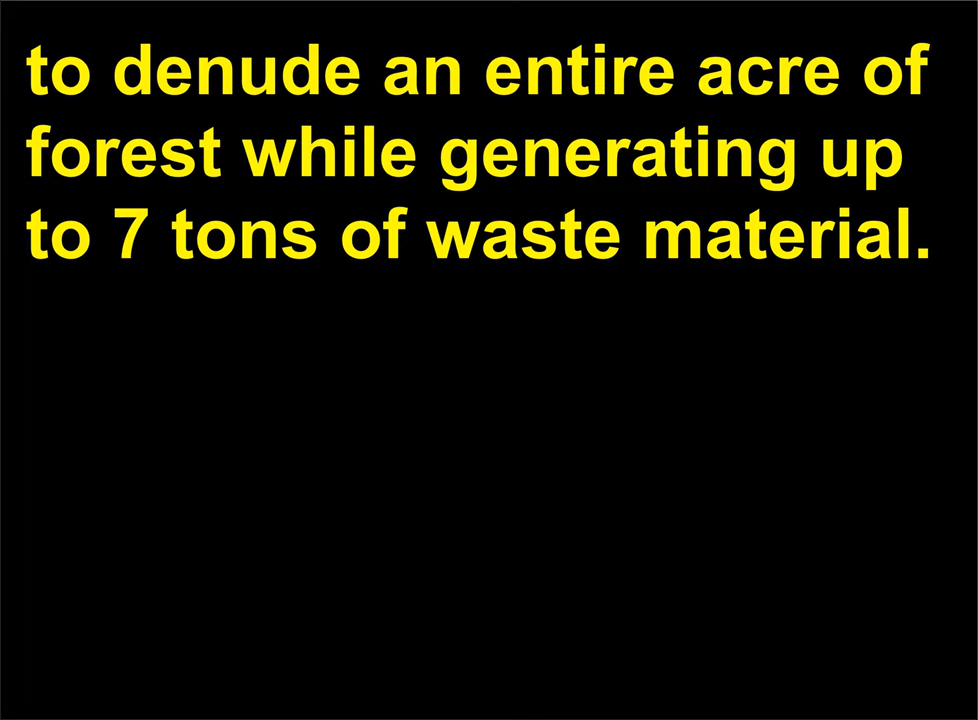 to denude an entire acre of
forest while generating up
to 7 tons of waste material.